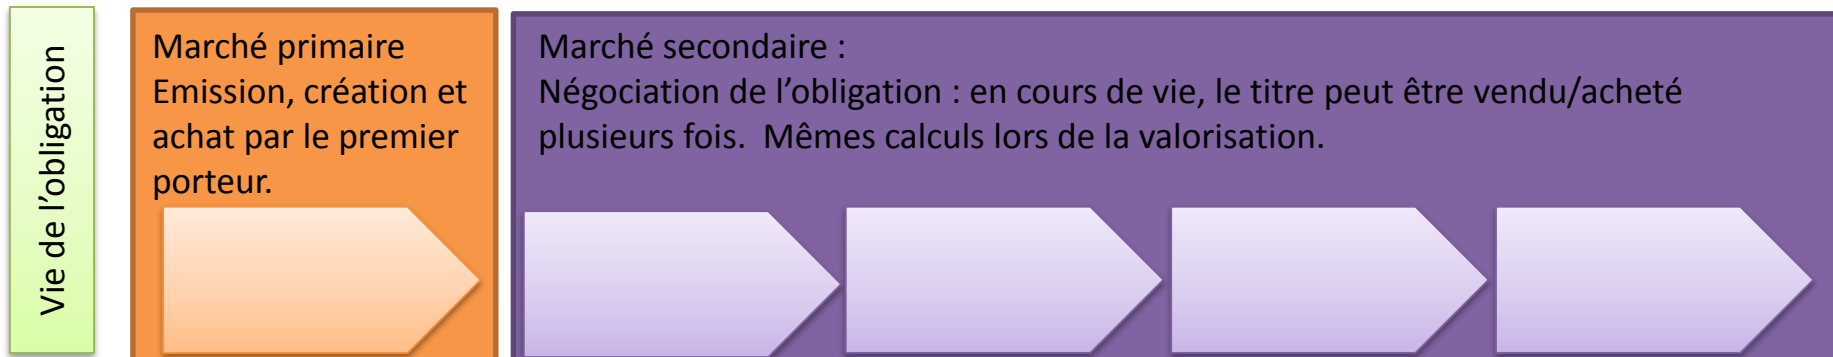 Vie de l’obligation
Marché primaire
Emission, création et
achat par le premier
porteur.
Marché secondaire :
Négociation de l’obligation : en cours de vie, le titre peut être vendu/acheté
plusieurs fois.  Mêmes calculs lors de la valorisation.